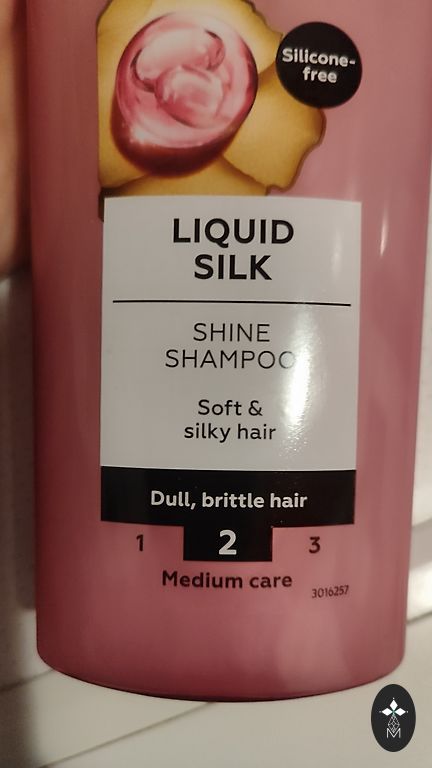 Silicone-
free
LIQUID
SILK
SHINE
SHAMPOO
Soft &
silky hair
Dull, brittle hair
1 2 3
Medium care
3016257
M